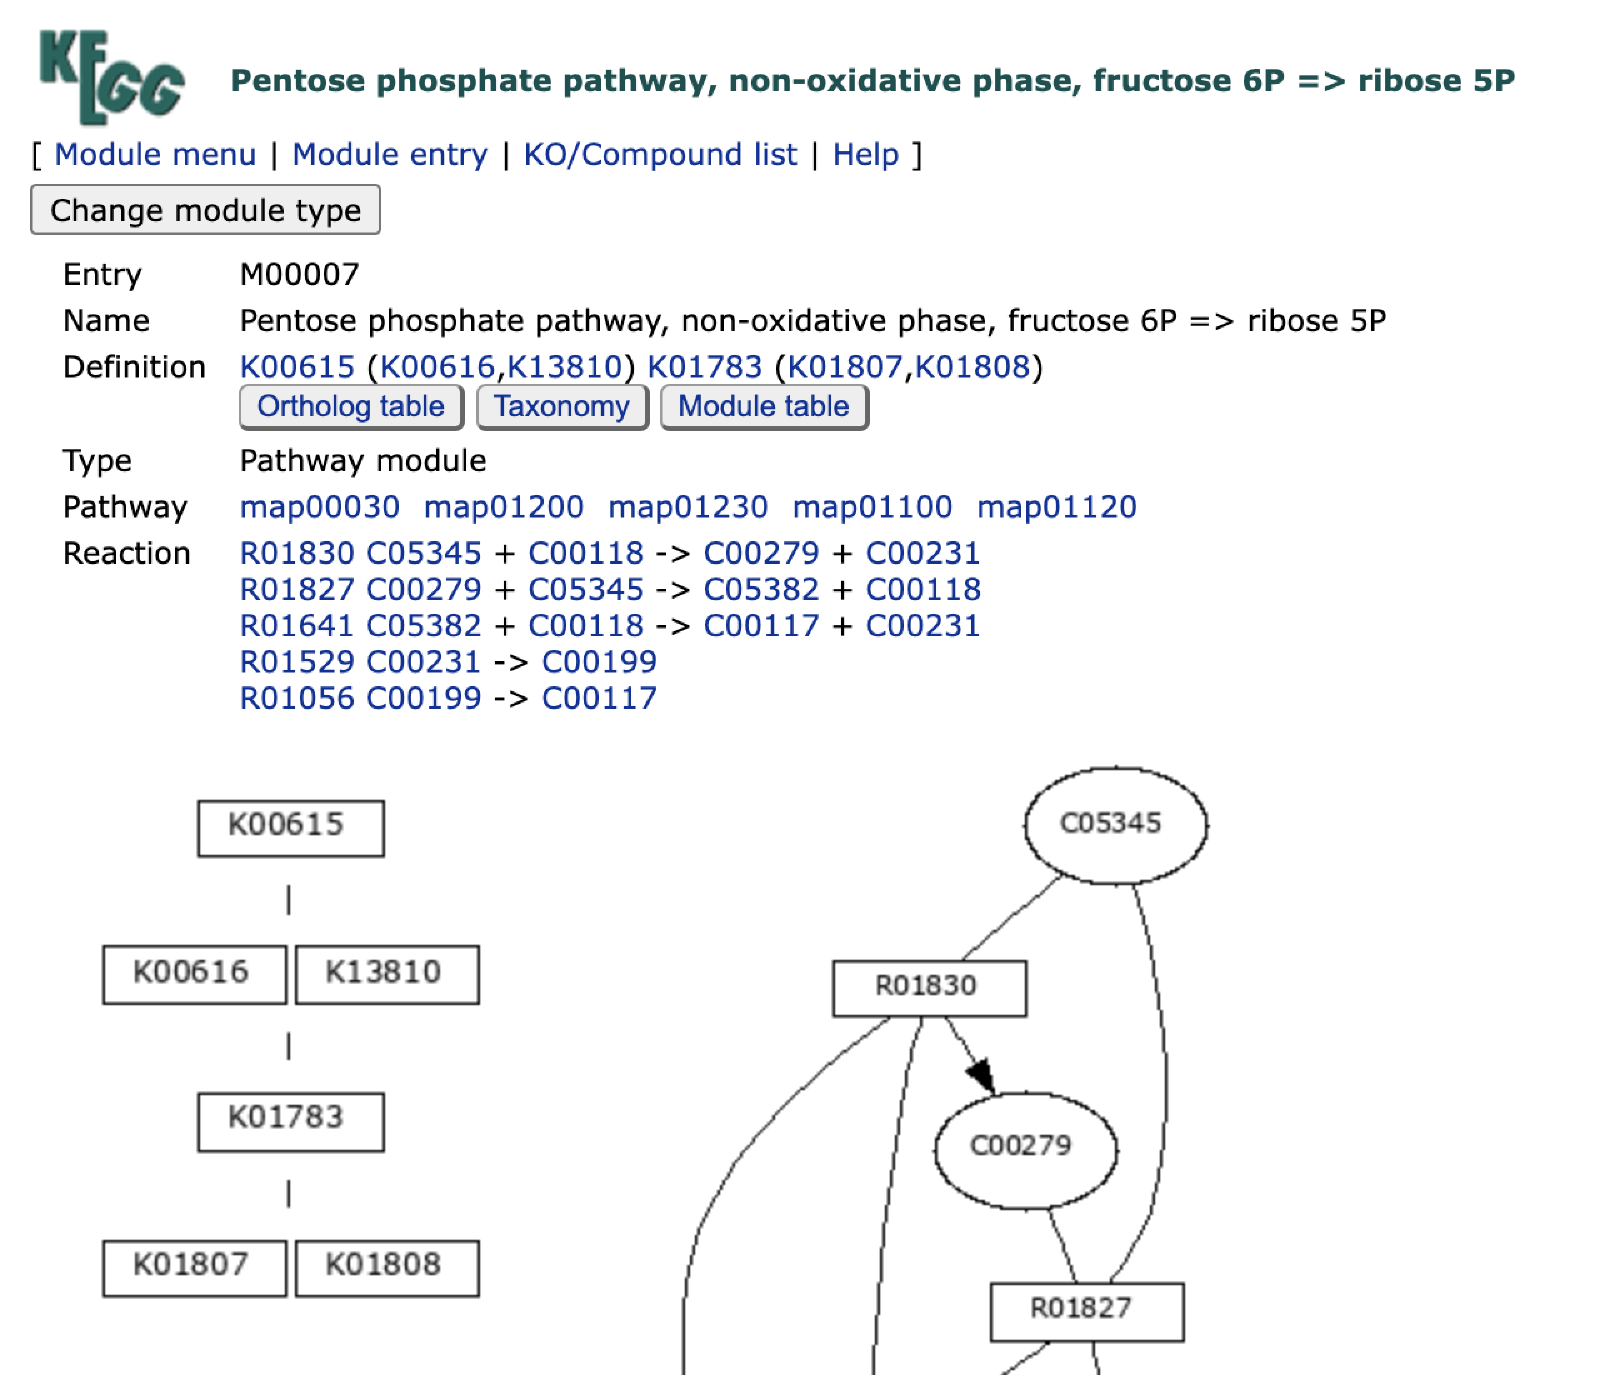 KEGG Pentose phosphate pathway, non-oxidative phase, fructose 6P => ribose 5P
[ Module menu | Module entry | KO/Compound list | Help ]
Change module type
Entry M00007
Name Pentose phosphate pathway, non-oxidative phase, fructose 6P => ribose 5P
Definition K00615 (K00616,K13810) K01783 (K01807,K01808)
Ortholog table Taxonomy Module table
Type Pathway module
Pathway map00030 map01200 map01230 map01100 map01120
Reaction R01830 C05345 + C00118 -> C00279 + C00231
R01827 C00279 + C05345 -> C05382 + C00118
R01641 C05382 + C00118 -> C00117 + C00231
R01529 C00231 -> C00199
R01056 C00199 -> C00117
K00615
K00616 K13810
K01783
K01807 K01808
C05345
R01830
C00279
R01827